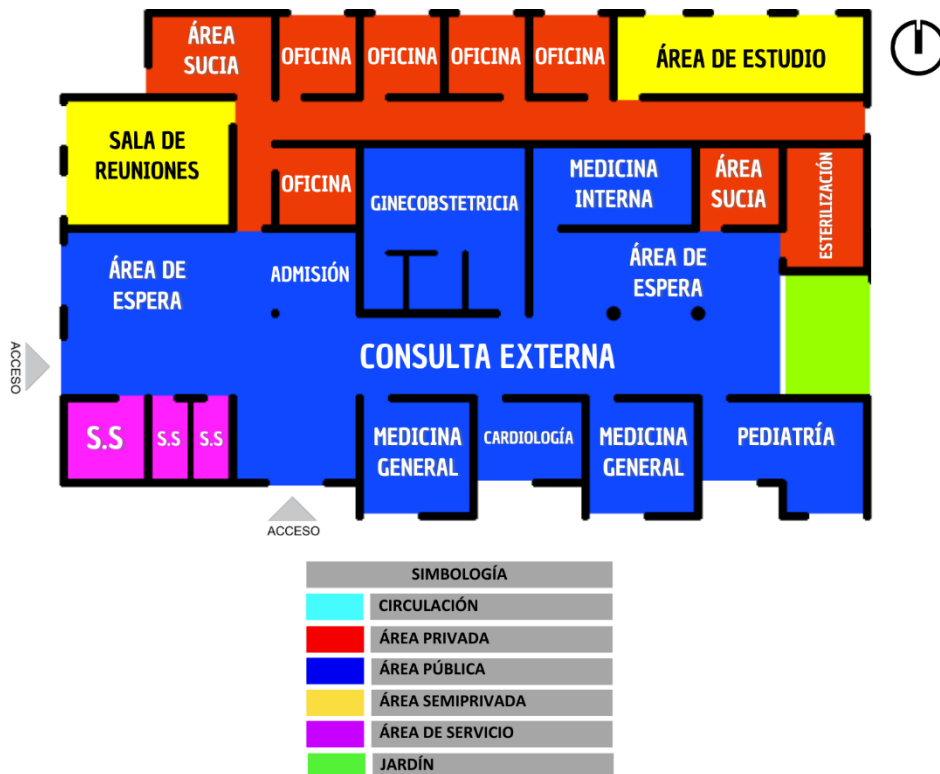 ÁREA
SUCIA
OFICINA
OFICINA
OFICINA
OFICINA
ÁREA DE ESTUDIO
SALA DE
REUNIONES
OFICINA
GINECOBSTETRICIA
MEDICINA
INTERNA
ÁREA
SUCIA
ESTERILIZACIÓN
ÁREA DE
ESPERA
ADMISIÓN
ÁREA DE
ESPERA
CONSULTA EXTERNA
ACCESO
S.S
S.S
S.S
MEDICINA
GENERAL
CARDIOLOGÍA
MEDICINA
GENERAL
PEDIATRÍA
ACCESO
SIMBOLOGÍA
CIRCULACIÓN
ÁREA PRIVADA
ÁREA PÚBLICA
ÁREA SEMIPRIVADA
ÁREA DE SERVICIO
JARDÍN